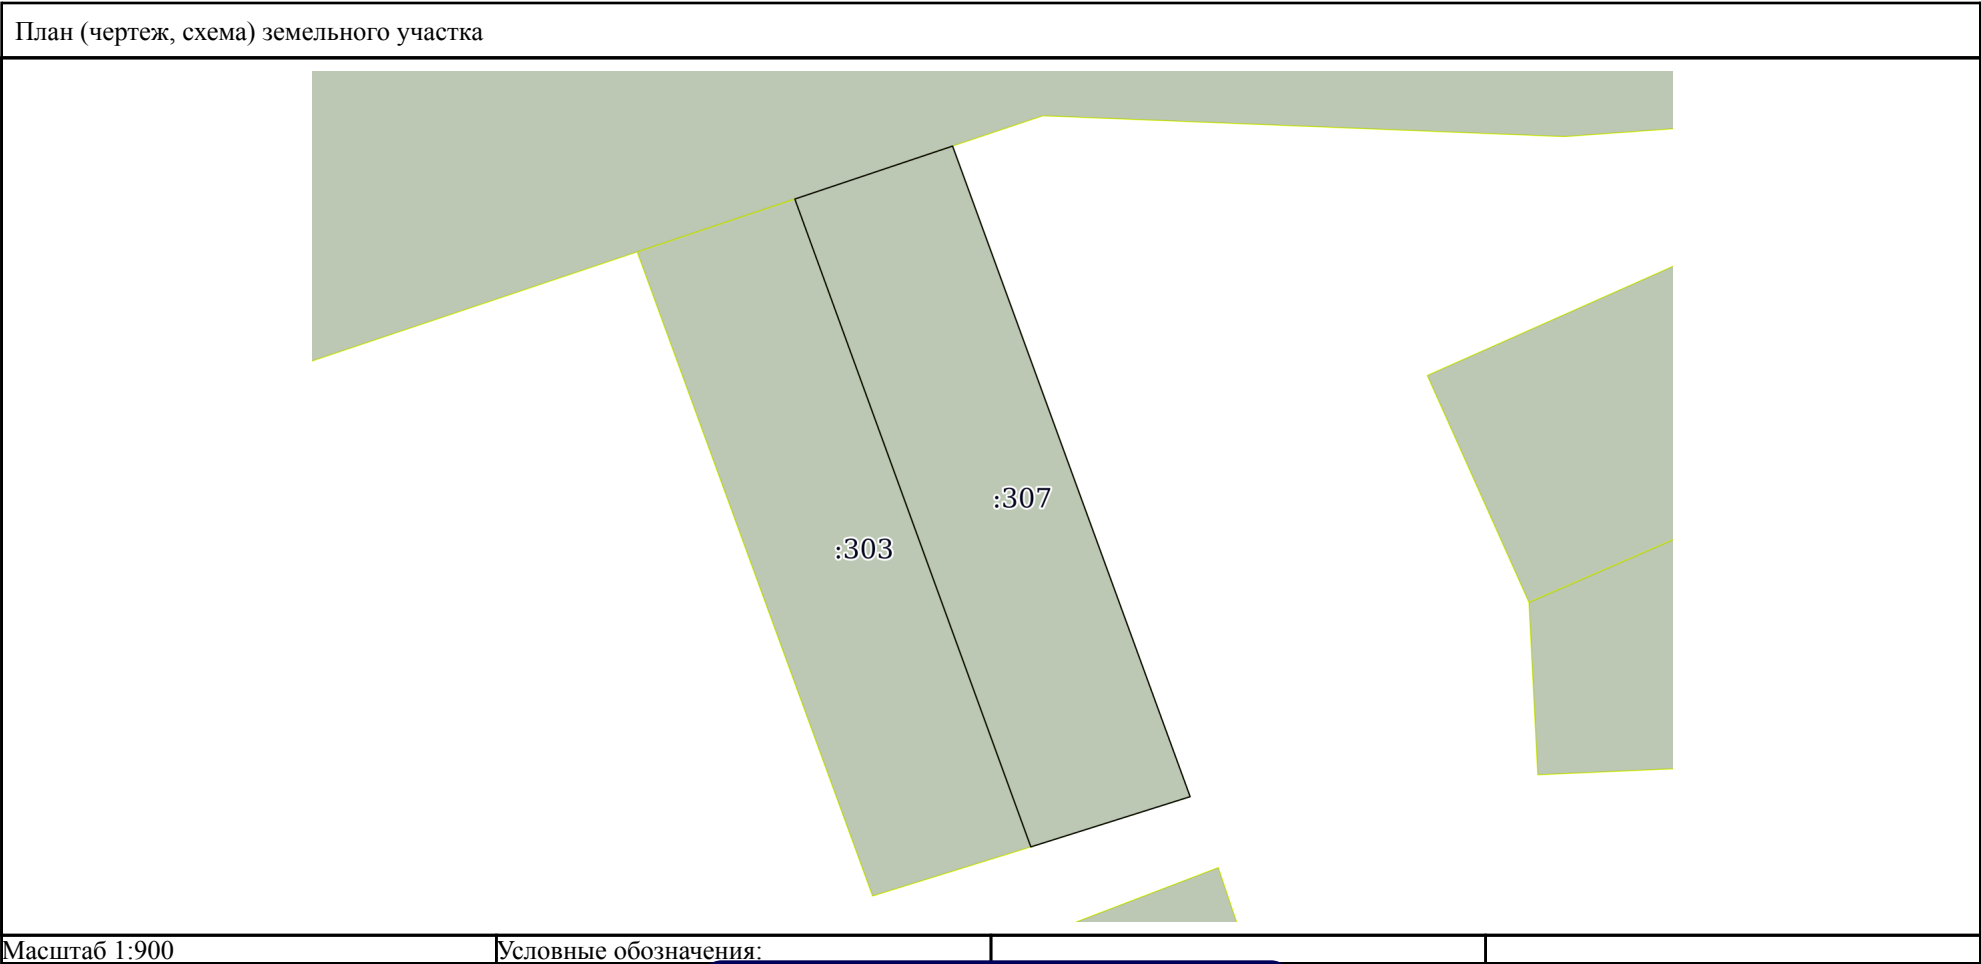 План (чертеж, схема) земельного участка
:307
:303
Масштаб 1:900
Условные обозначения: